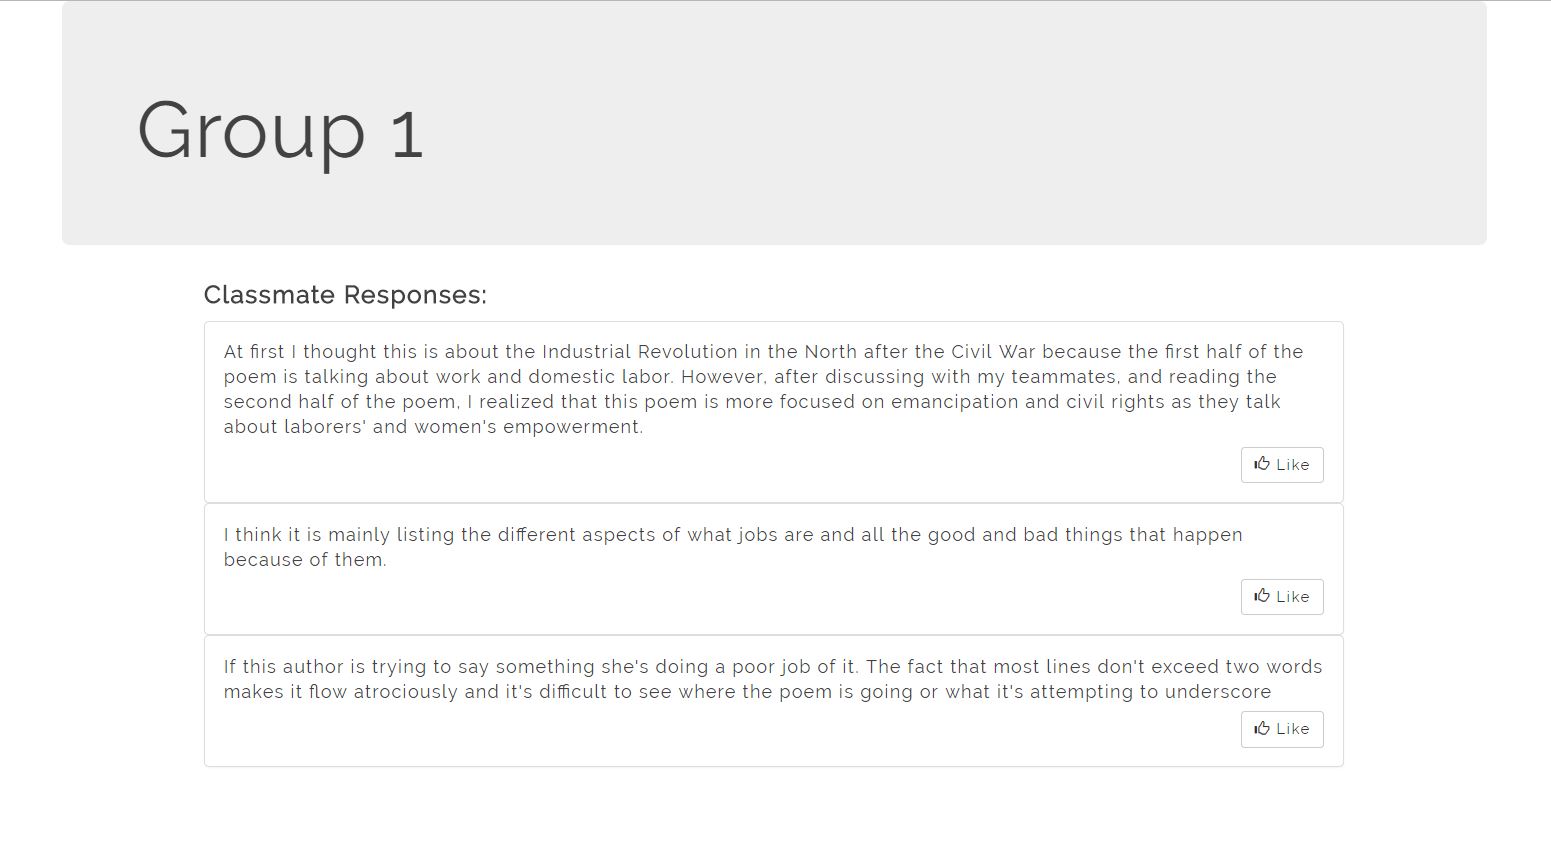 Group 1
Classmate Responses:
At first I thought this is about the Industrial Revolution in the North after the Civil War because the first half of the
poem is talking about work and domestic labor. However, after discussing with my teammates, and reading the
second half of the poem, I realized that this poem is more focused on emancipation and civil rights as they talk
about laborers' and women's empowerment.
Like
I think it is mainly listing the different aspects of what jobs are and all the good and bad things that happen
because of them.
Like
If this author is trying to say something she's doing a poor job of it. The fact that most lines don't exceed two words
makes it flow atrociously and it's difficult to see where the poem is going or what it's attempting to underscore
Like